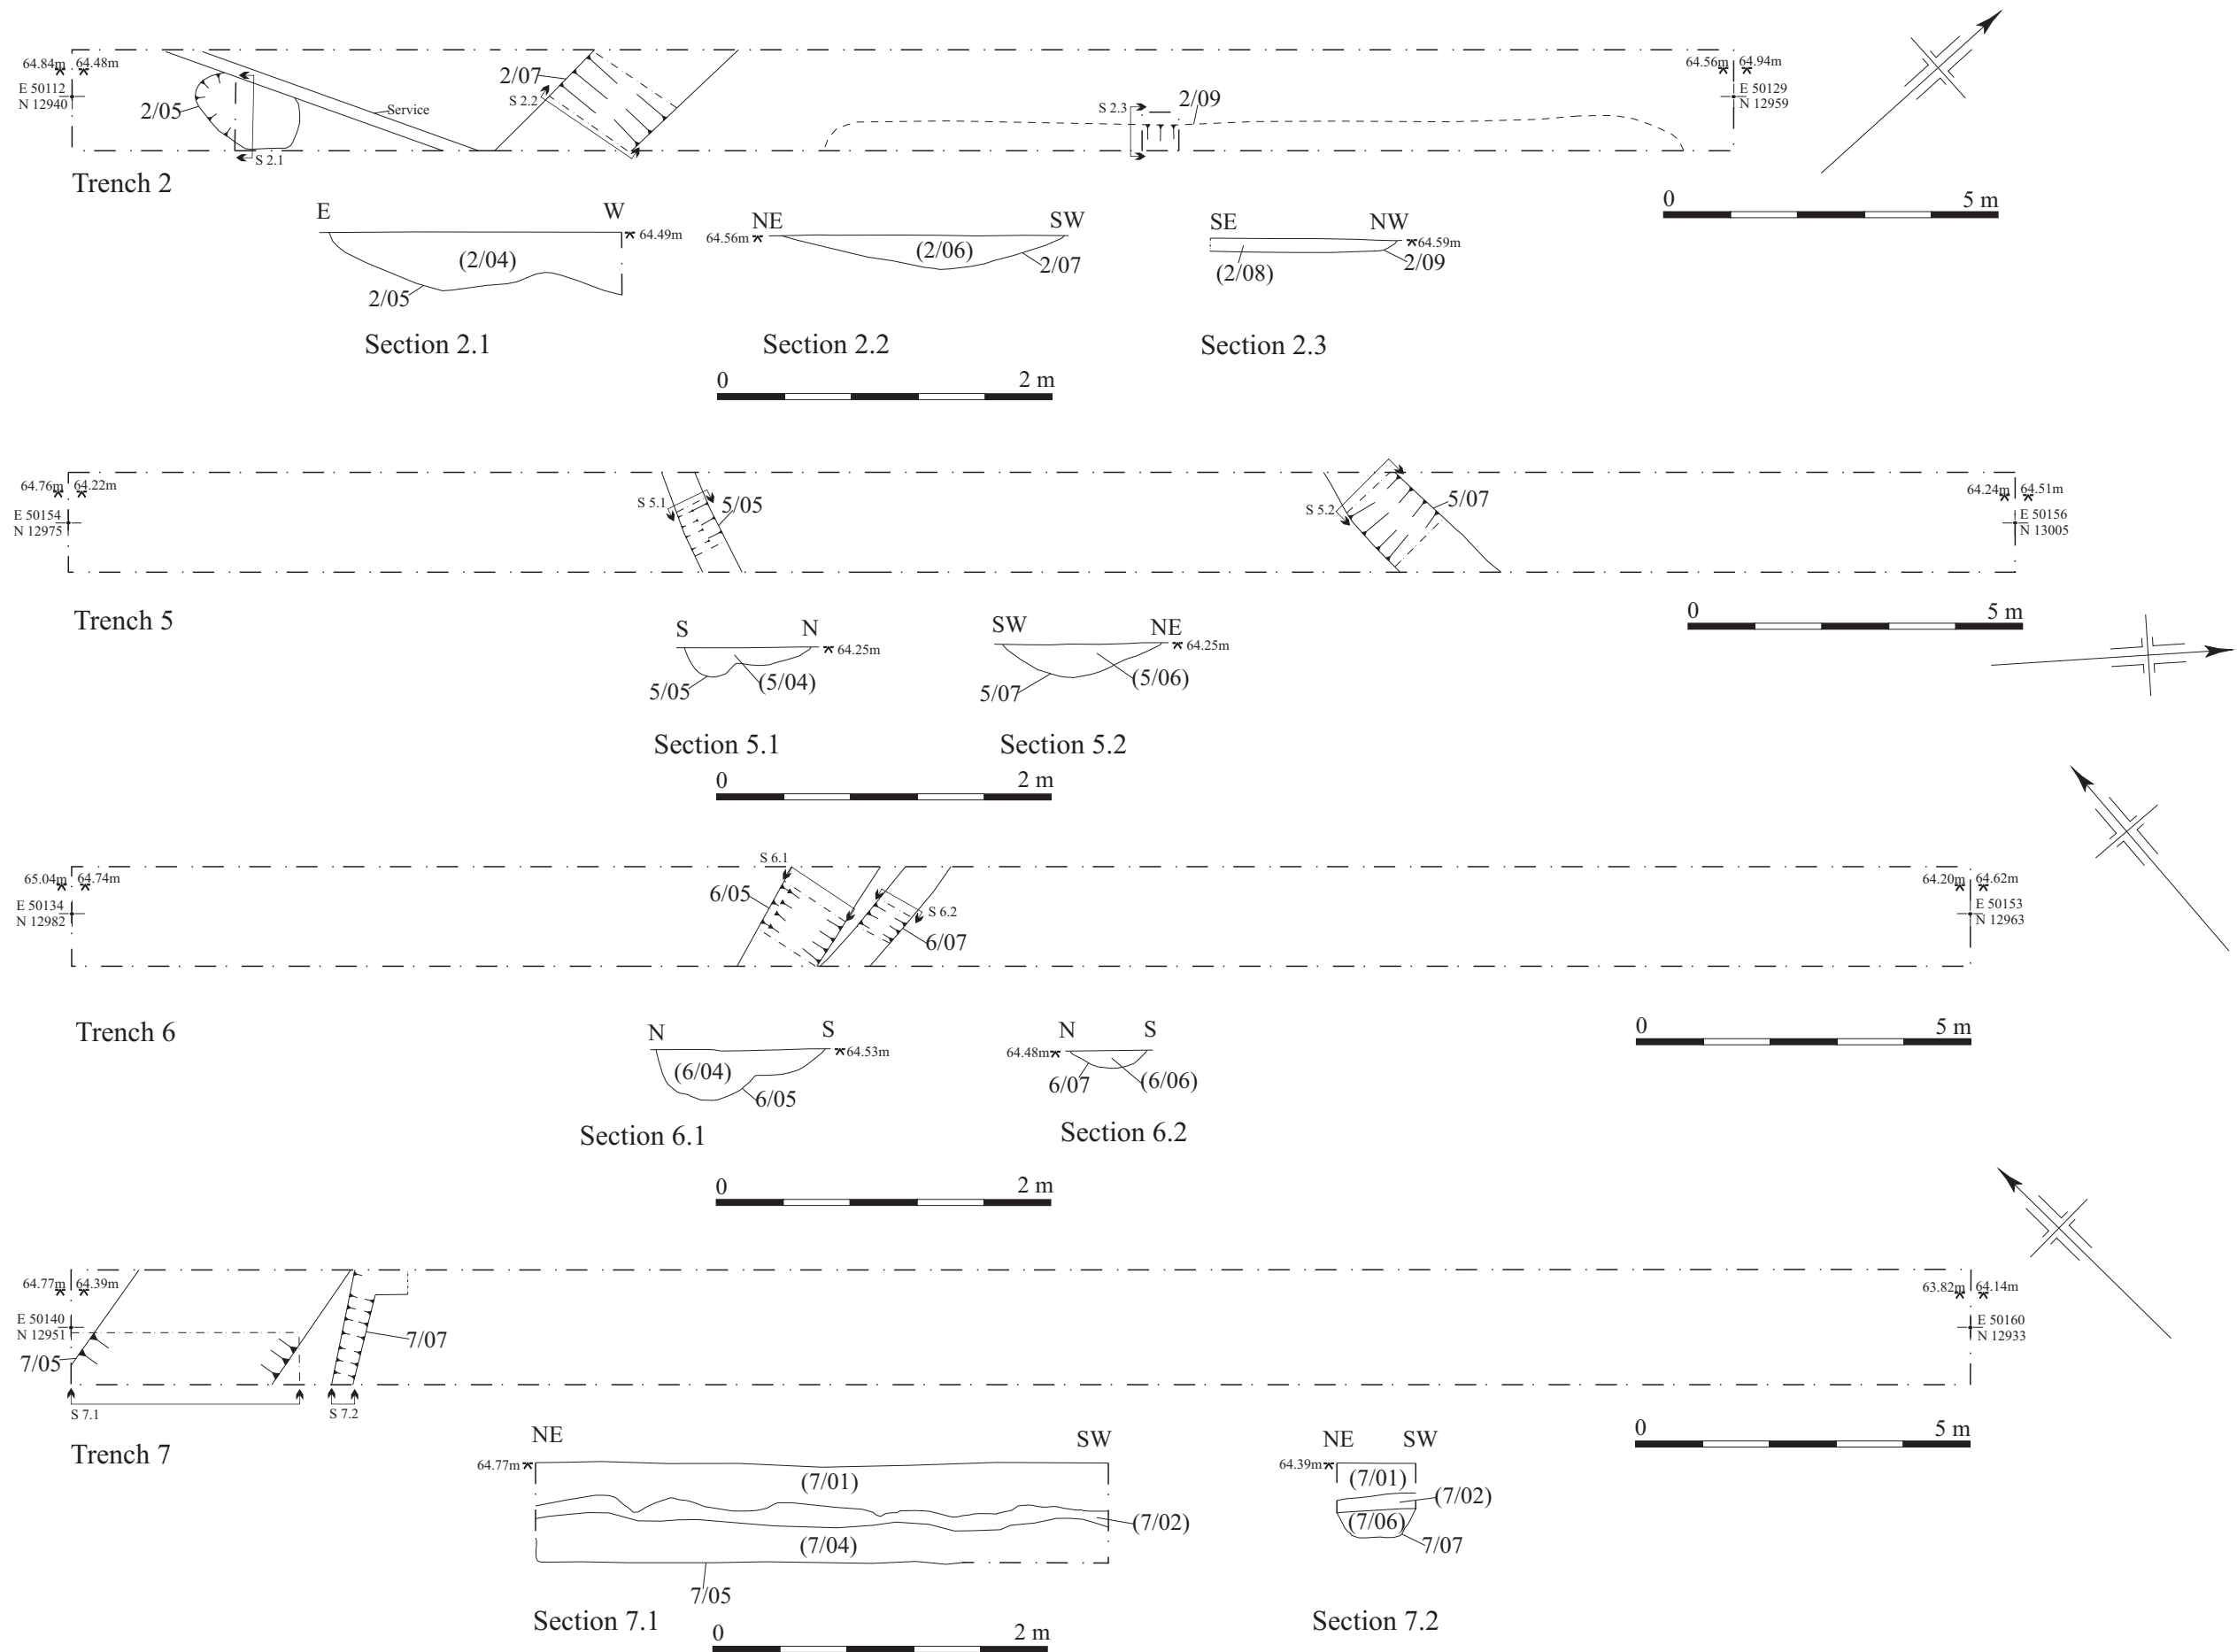 64.84m 64.48m
E 50112
N 12940
2/05
S 2.1
Service
2/07
S 2.2
S 2.3
2/09
64.56m 64.94m
E 50129
N 12959
Trench 2
0 5 m
E W
64.49m
(2/04)
2/05
Section 2.1
NE SW
64.56m
(2/06)
2/07
Section 2.2
SE NW
64.59m
(2/08)
2/09
Section 2.3
0 2 m
64.76m 64.22m
E 50154
N 12975
S 5.1
5/05
S 5.2
5/07
64.24m 64.51m
E 50156
N 13005
Trench 5
0 5 m
S N
64.25m
5/05
(5/04)
Section 5.1
SW NE
64.25m
5/07
(5/06)
Section 5.2
0 2 m
65.04m 64.74m
E 50134
N 12982
S 6.1
6/05
S 6.2
6/07
64.20m 64.62m
E 50153
N 12963
Trench 6
0 5 m
N S
64.53m
(6/04)
6/05
Section 6.1
N S
64.48m
6/07
(6/06)
Section 6.2
0 2 m
64.77m 64.39m
E 50140
N 12951
7/05
7/07
S 7.1
S 7.2
63.82m 64.14m
E 50160
N 12933
Trench 7
0 5 m
NE SW
64.77m
(7/01)
(7/02)
(7/04)
7/05
Section 7.1
NE SW
64.39m
(7/01)
(7/02)
(7/06)
7/07
Section 7.2
0 2 m